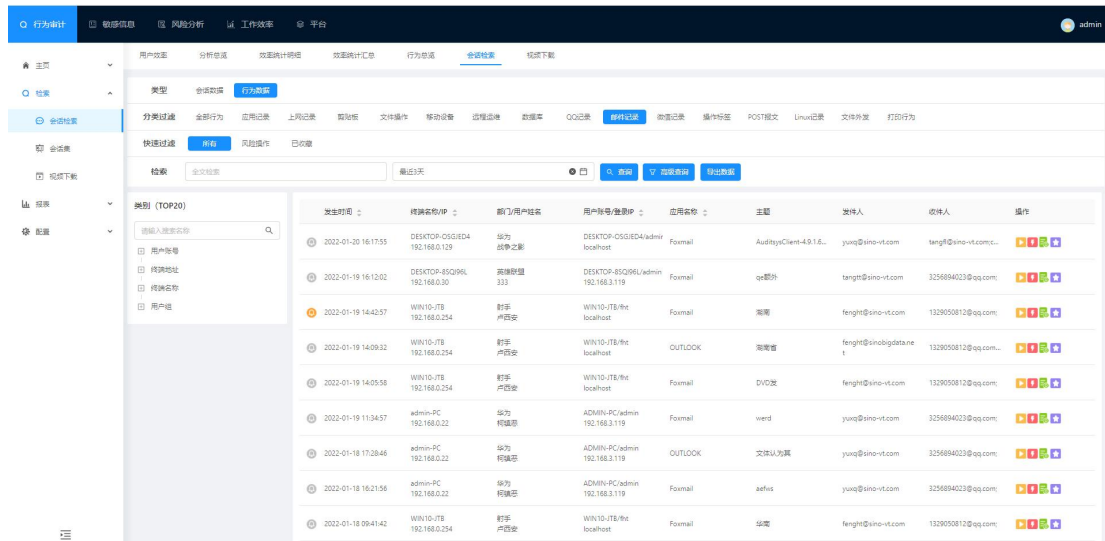 行为审计 敏感信息 风险分析 工作效率 平台 admin
用户效率 分析总览 效率统计明细 效率统计汇总 行为总览 会话检索 视频下载
主页
检索
会话检索
会话集
视频下载
报表
配置
类型 会话数据 行为数据
分类过滤 全部行为 应用记录 上网记录 剪贴板 文件操作 移动设备 远程运维 数据库 QQ记录 邮件记录 微信记录 操作标签 POST报文 Linux记录 文件外发 打印行为
快速过滤 所有 风险操作 已收藏
检索 全文检索 最近3天 查询 高级查询 导出数据
类别（TOP20）
请输入搜索名称
用户账号
终端地址
终端名称
用户组
发生时间 终端名称/IP 部门/用户姓名 用户账号/登录IP 应用名称 主题 发件人 收件人 操作
2022-01-20 16:17:55 DESKTOP-OSGJED4 华为 DESKTOP-OSGJED4/admin Foxmail AuditsysClient-4.9.1.6... yuxq@sino-vt.com tangfl@sino-vt.com;c...
192.168.0.129 战争之影 localhost
2022-01-19 16:12:02 DESKTOP-8SQI96L 英雄联盟 DESKTOP-8SQI96L/admin Foxmail qe额外 tangtt@sino-vt.com 3256894023@qq.com;
192.168.0.30 333 192.168.3.119
2022-01-19 14:42:57 WIN10-JTB 射手 WIN10-JTB/fht Foxmail 湖南 fenght@sino-vt.com 1329050812@qq.com;
192.168.0.254 卢西安 localhost
2022-01-19 14:09:32 WIN10-JTB 射手 WIN10-JTB/fht OUTLOOK 湖南省 fenght@sinobigdata.net 1329050812@qq.com...
192.168.0.254 卢西安 localhost
2022-01-19 14:05:58 WIN10-JTB 射手 WIN10-JTB/fht Foxmail DVD发 fenght@sino-vt.com 1329050812@qq.com;
192.168.0.254 卢西安 localhost
2022-01-19 11:34:57 admin-PC 华为 ADMIN-PC/admin Foxmail werd yuxq@sino-vt.com 3256894023@qq.com;
192.168.0.22 柯镇恶 192.168.3.119
2022-01-18 17:28:46 admin-PC 华为 ADMIN-PC/admin OUTLOOK 文体认为其 yuxq@sino-vt.com 3256894023@qq.com;
192.168.0.22 柯镇恶 192.168.3.119
2022-01-18 16:21:56 admin-PC 华为 ADMIN-PC/admin Foxmail aefws yuxq@sino-vt.com 3256894023@qq.com;
192.168.0.22 柯镇恶 192.168.3.119
2022-01-18 09:41:42 WIN10-JTB 射手 WIN10-JTB/fht Foxmail 华南 fenght@sino-vt.com 1329050812@qq.com;
192.168.0.254 卢西安 localhost